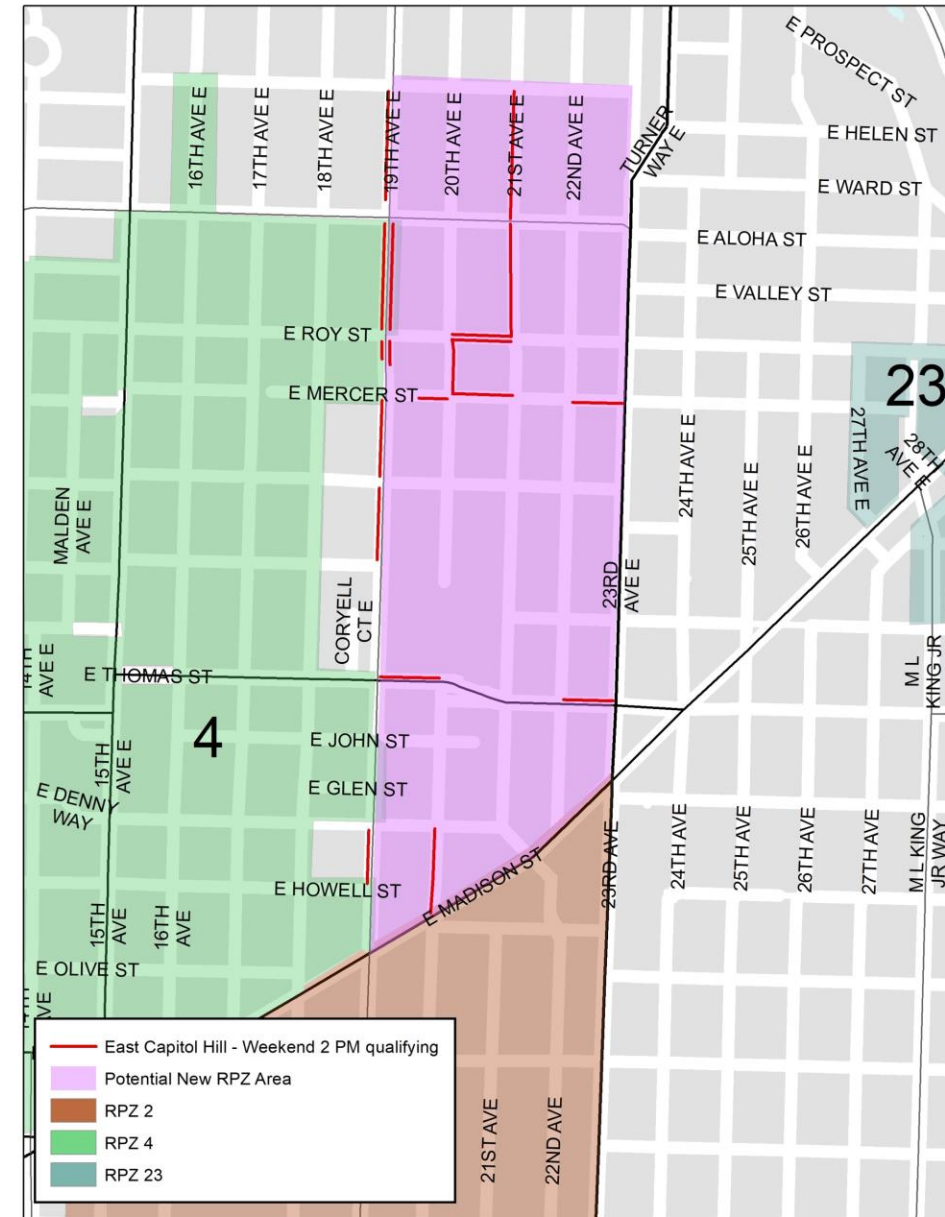 E PROSPECT ST
E HELEN ST
E WARD ST
E ALOHA ST
E VALLEY ST
TURNER
WAY E
16TH AVE E
17TH AVE E
18TH AVE E
19TH AVE E
20TH AVE E
21ST AVE E
22ND AVE E
E ROY ST
E MERCER ST
23
27TH AVE E
28TH
AVE E
24TH AVE E
25TH AVE E
26TH AVE E
MALDEN
AVE E
CORYELL
CT E
23RD
AVE E
14TH
AVE E
E THOMAS ST
M L
KING JR
4
E JOHN ST
15TH
AVE E
E GLEN ST
E DENNY
WAY
E HOWELL ST
E MADISON ST
23RD AVE
24TH AVE
25TH AVE
26TH AVE
27TH AVE
M L KING
JR WAY
15TH
AVE
16TH
AVE
E OLIVE ST
14TH
AVE
21ST AVE
22ND AVE
East Capitol Hill - Weekend 2 PM qualifying
Potential New RPZ Area
RPZ 2
RPZ 4
RPZ 23